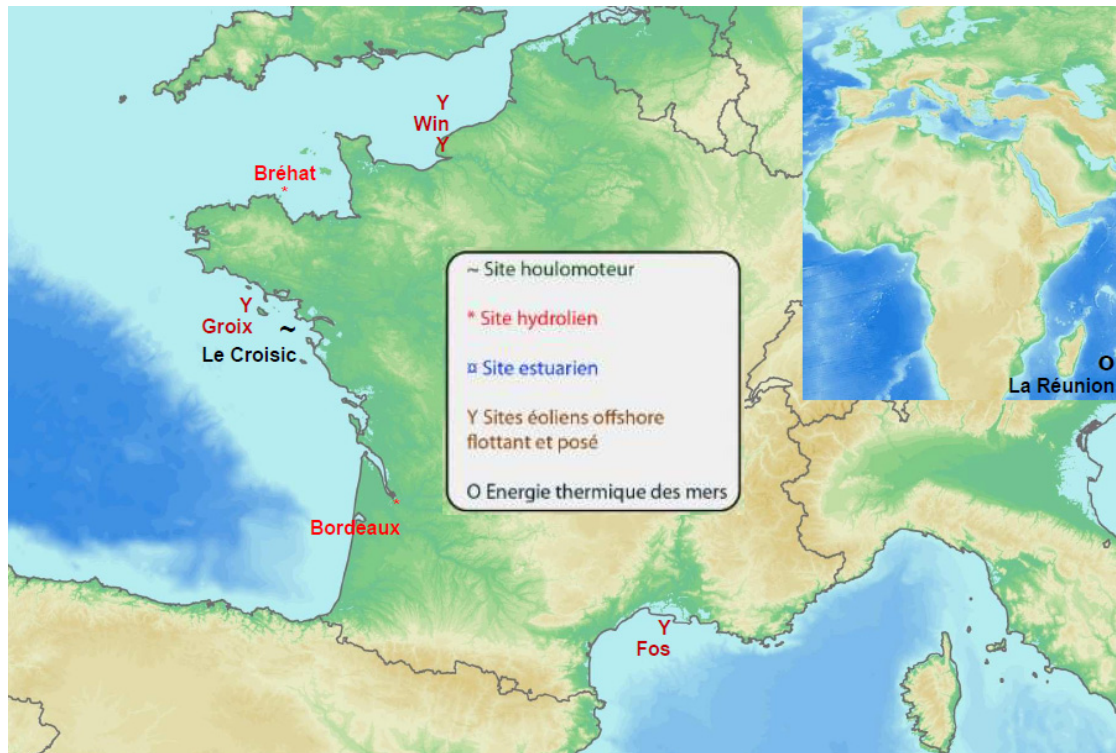 Y
Win
Y
Bréhat
*
Y
Groix
~
Le Croisic
~ Site houlomoteur
* Site hydrolien
¤ Site estuarien
Y Sites éoliens offshore
flottant et posé
O Energie thermique des mers
O
La Réunion
*
Bordeaux
Y
Fos